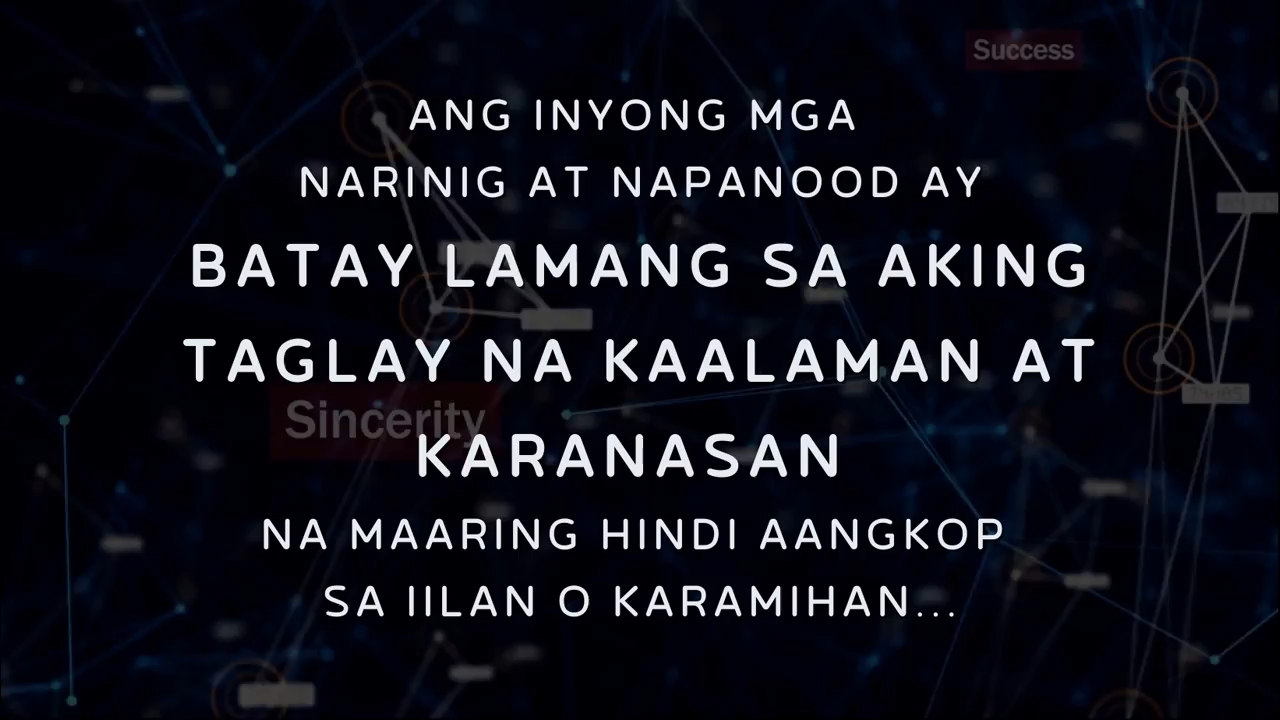 Success
ANG INYONG MGA
NARINIG AT NAPANOOD AY
BATAY LAMANG SA AKING
TAGLAY NA KAALAMAN AT
Sincerity
KARANASAN
NA MAARING HINDI AANGKOP
SA IILAN O KARAMIHAN...